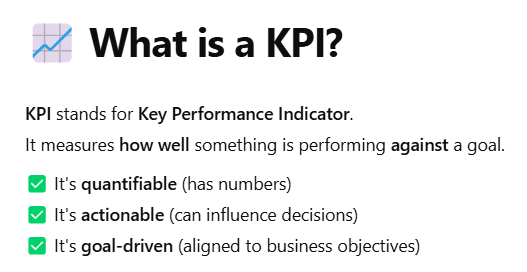 What is a KPI?
KPI stands for Key Performance Indicator.
It measures how well something is performing against a goal.
It's quantifiable (has numbers)
It's actionable (can influence decisions)
It's goal-driven (aligned to business objectives)